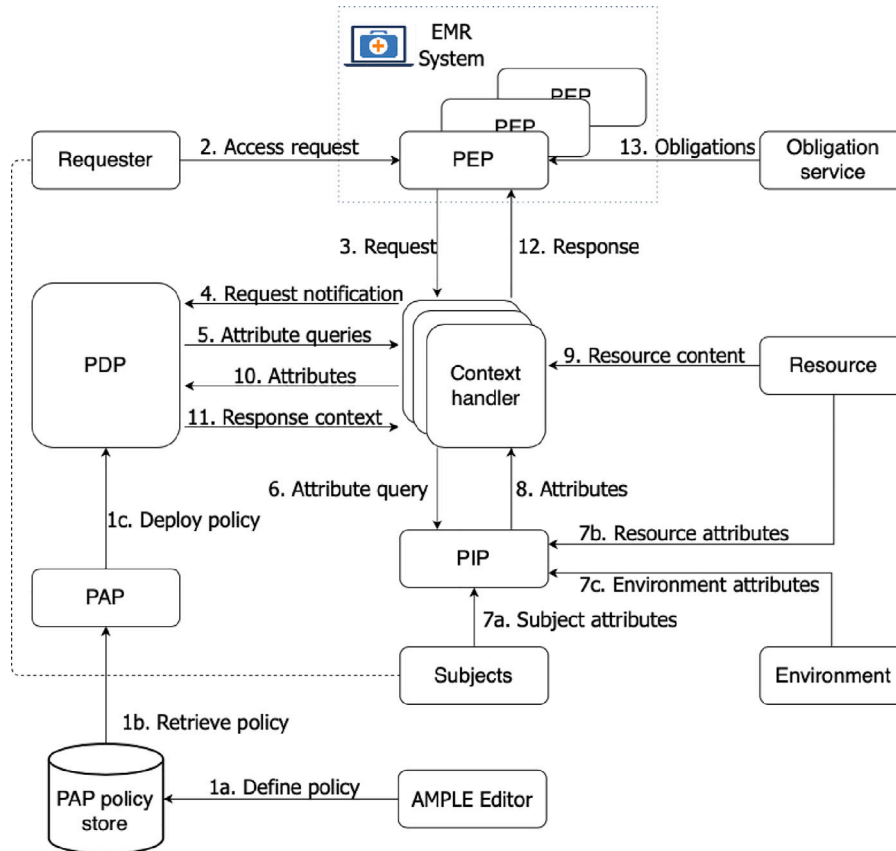 EMR
System
PEP
PEP
Requester
2. Access request
PEP
13. Obligations
Obligation
service
3. Request
12. Response
4. Request notification
5. Attribute queries
PDP
10. Attributes
11. Response context
Context
handler
9. Resource content
Resource
6. Attribute query
8. Attributes
1c. Deploy policy
7b. Resource attributes
PIP
7c. Environment attributes
PAP
7a. Subject attributes
Subjects
Environment
1b. Retrieve policy
1a. Define policy
PAP policy
store
AMPLE Editor